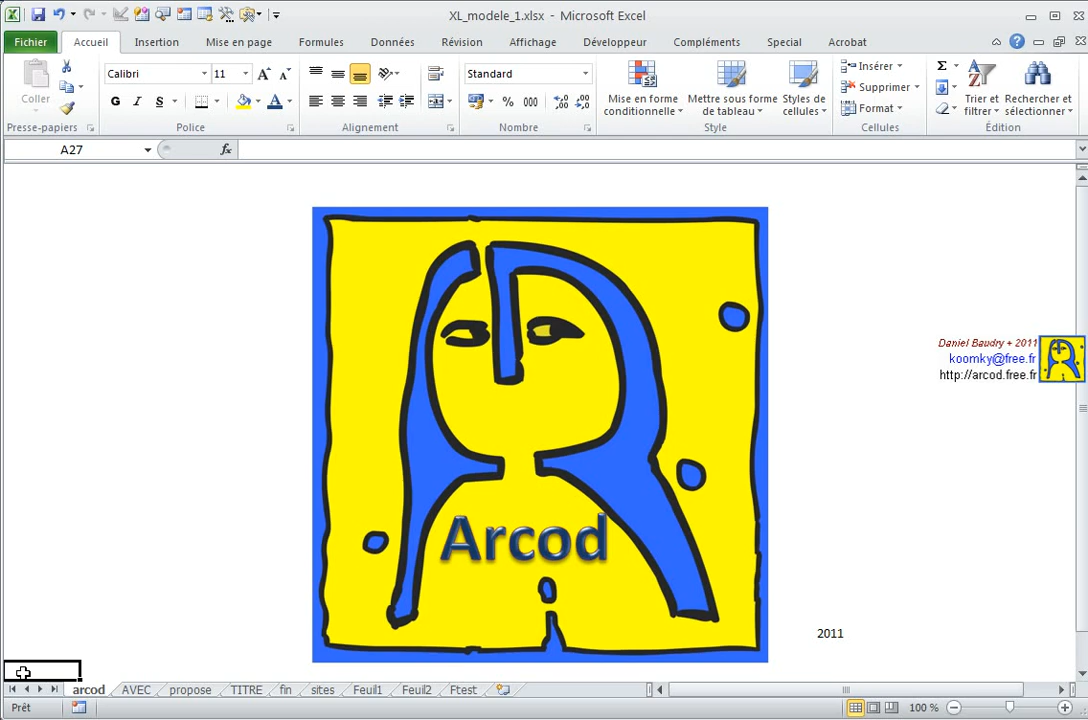 XL_modele_1.xlsx - Microsoft Excel
Fichier Accueil Insertion Mise en page Formules Données Révision Affichage Développeur Compléments Special Acrobat
Coller
Presse-papiers
Calibri 11
G I S
Police
Alignement
Standard
% 000
Nombre
Mise en forme conditionnelle
Mettre sous forme de tableau
Styles de cellules
Style
Insérer
Supprimer
Format
Cellules
Σ
Trier et filtrer
Rechercher et sélectionner
Édition
A27 fx
Daniel Baudry + 2011
koomky@free.fr
http://arcod.free.fr
Arcod
2011
arcod AVEC propose TITRE fin sites Feuil1 Feuil2 Ftest
Prêt 100 %